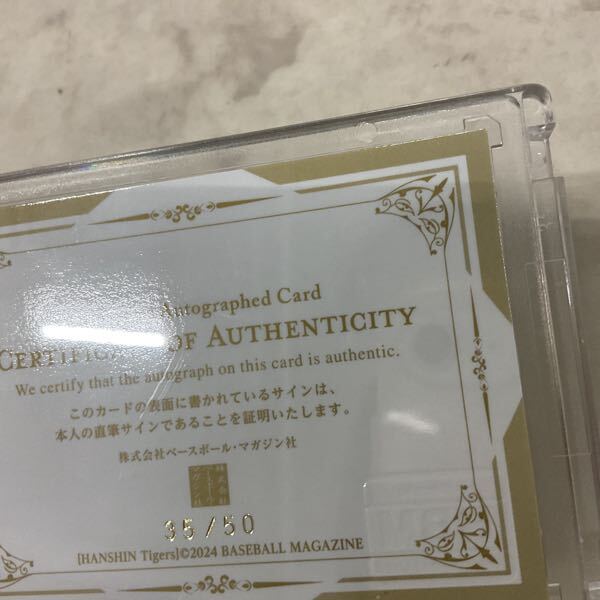 Autographed Card
CERTIFICATE OF AUTHENTICITY
We certify that the autograph on this card is authentic.
このカードの表面に書かれているサインは、
本人の直筆サインであることを証明いたします。
株式会社ベースボール・マガジン社
35/50
[HANSHIN Tigers]©2024 BASEBALL MAGAZINE